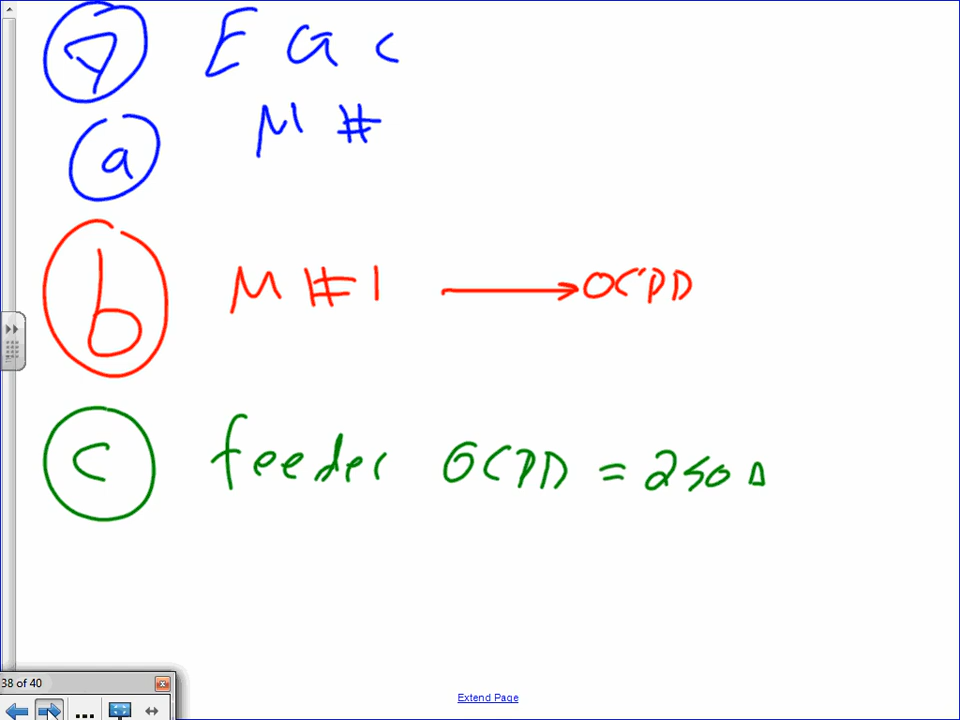 7 E G C
a M #
b M #1 → OCPD
c feeder OCPD = 250 A
38 of 40
...
Extend Page